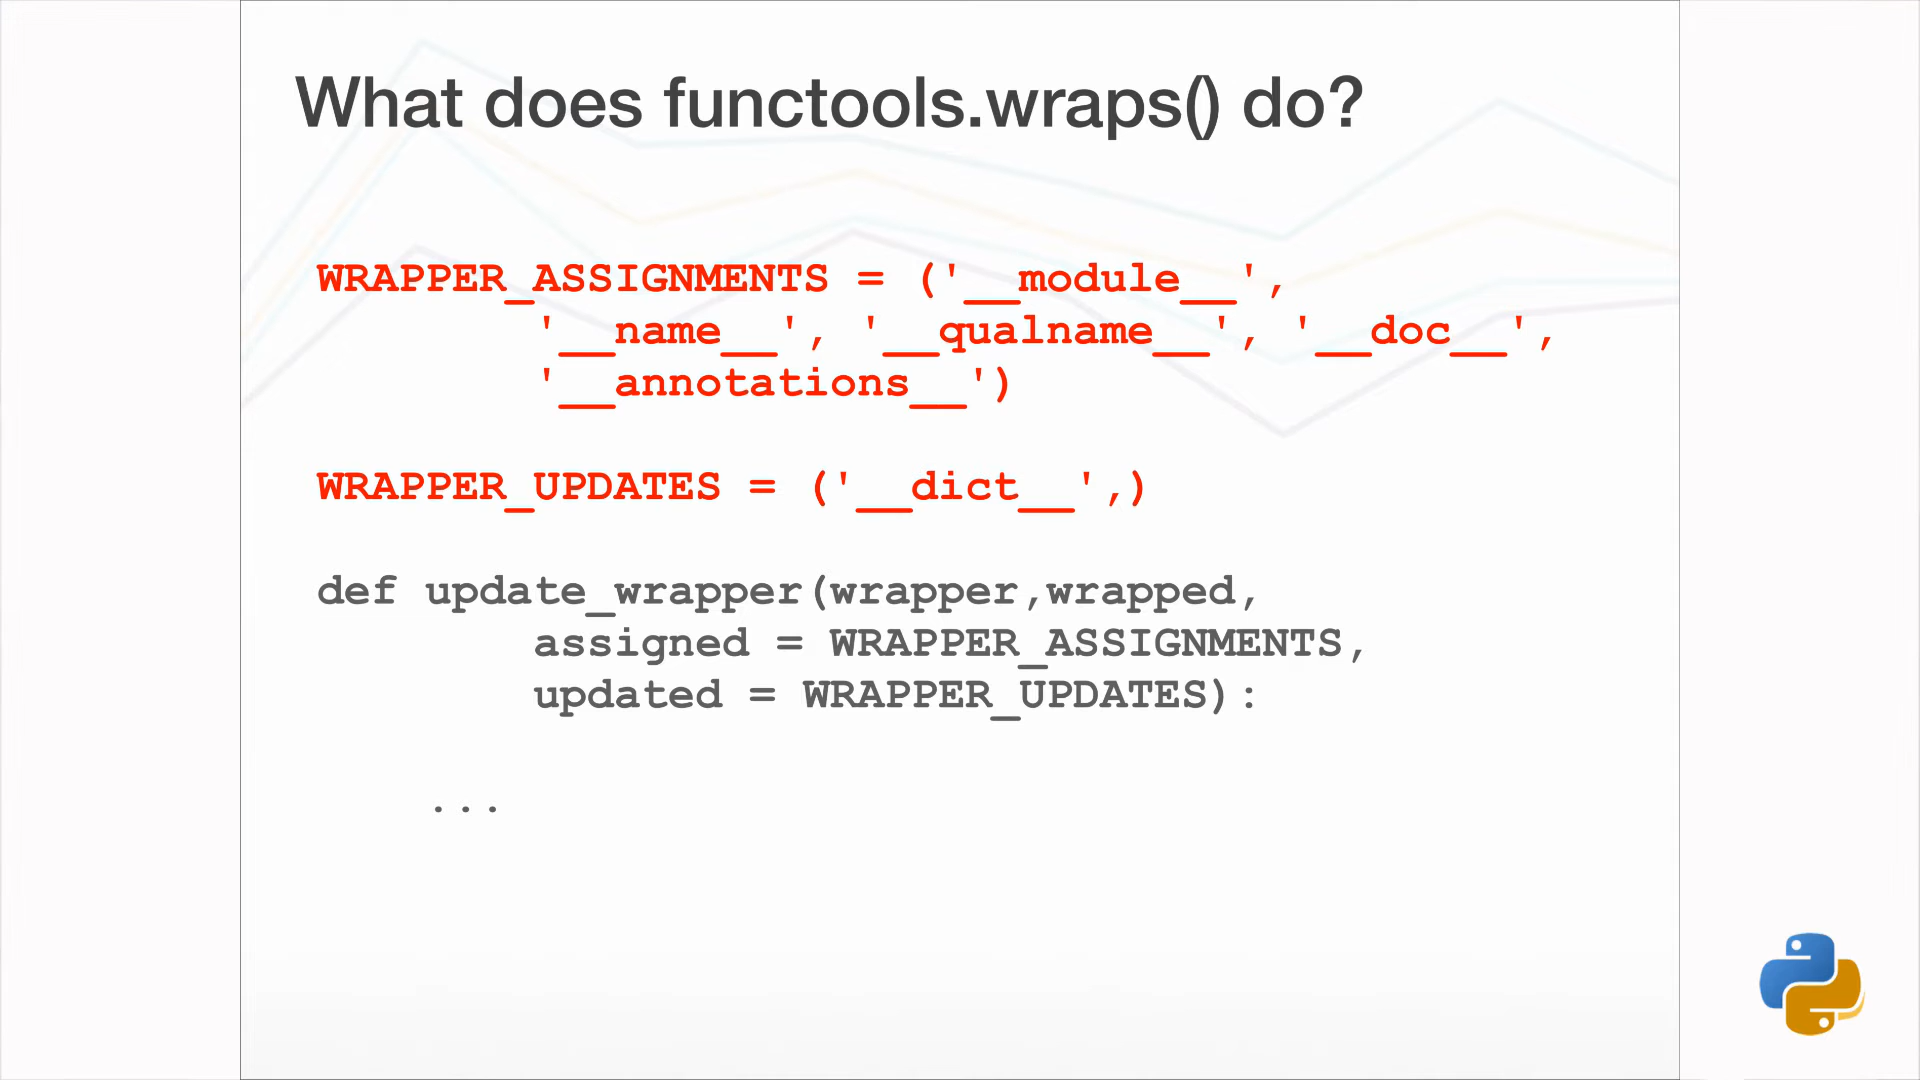 What does functools.wraps() do?
WRAPPER_ASSIGNMENTS = ('__module__',
'__name__', '__qualname__', '__doc__',
'__annotations__')
WRAPPER_UPDATES = ('__dict__',)
def update_wrapper(wrapper,wrapped,
assigned = WRAPPER_ASSIGNMENTS,
updated = WRAPPER_UPDATES):
...